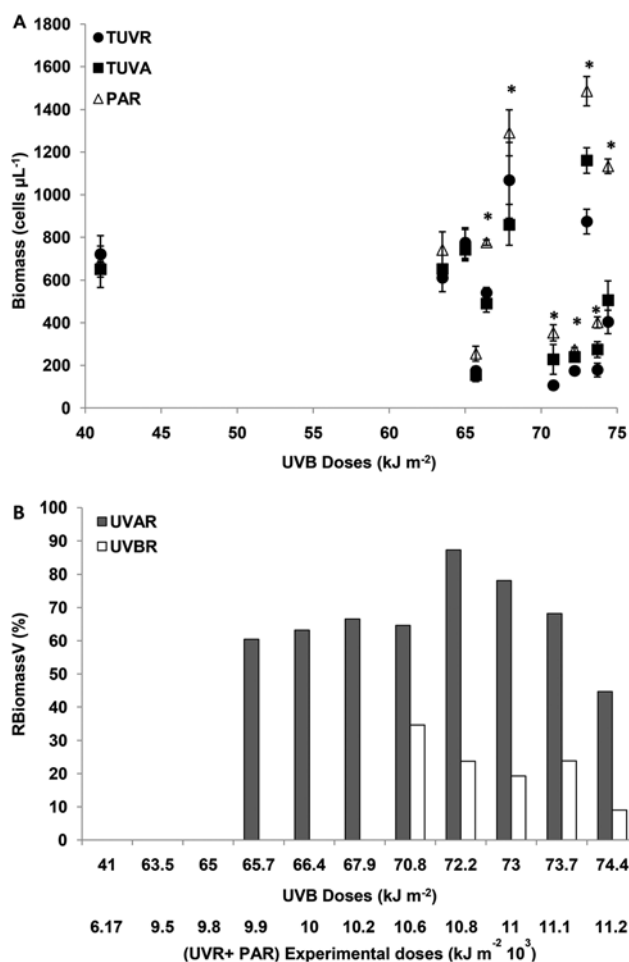 A
TUVR
TUVA
PAR
Biomass (cells µL⁻¹)
1800
1600
1400
1200
1000
800
600
400
200
0
* * * * * * * *
40 45 50 55 60 65 70 75
UVB Doses (kJ m⁻²)
B
UVAR
UVBR
RBiomassV (%)
100
90
80
70
60
50
40
30
20
10
0
41 63.5 65 65.7 66.4 67.9 70.8 72.2 73 73.7 74.4
UVB Doses (kJ m⁻²)
6.17 9.5 9.8 9.9 10 10.2 10.6 10.8 11 11.1 11.2
(UVR+ PAR) Experimental doses (kJ m⁻² 10³)